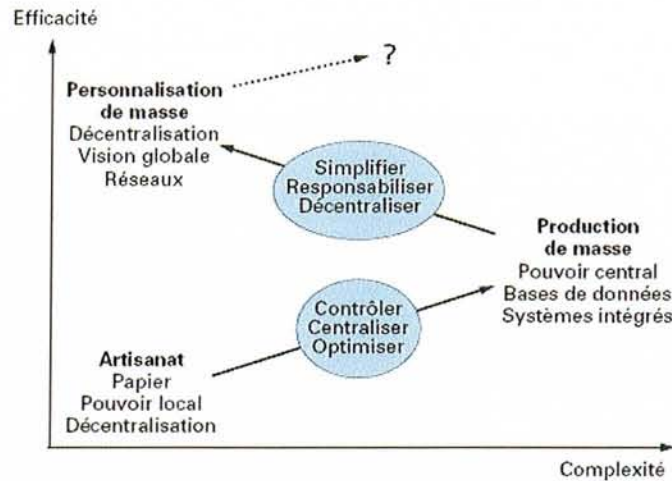 Efficacité
?
Personnalisation
de masse
Décentralisation
Vision globale
Réseaux
Simplifier
Responsabiliser
Décentraliser
Production
de masse
Pouvoir central
Bases de données
Systèmes intégrés
Contrôler
Centraliser
Optimiser
Artisanat
Papier
Pouvoir local
Décentralisation
Complexité